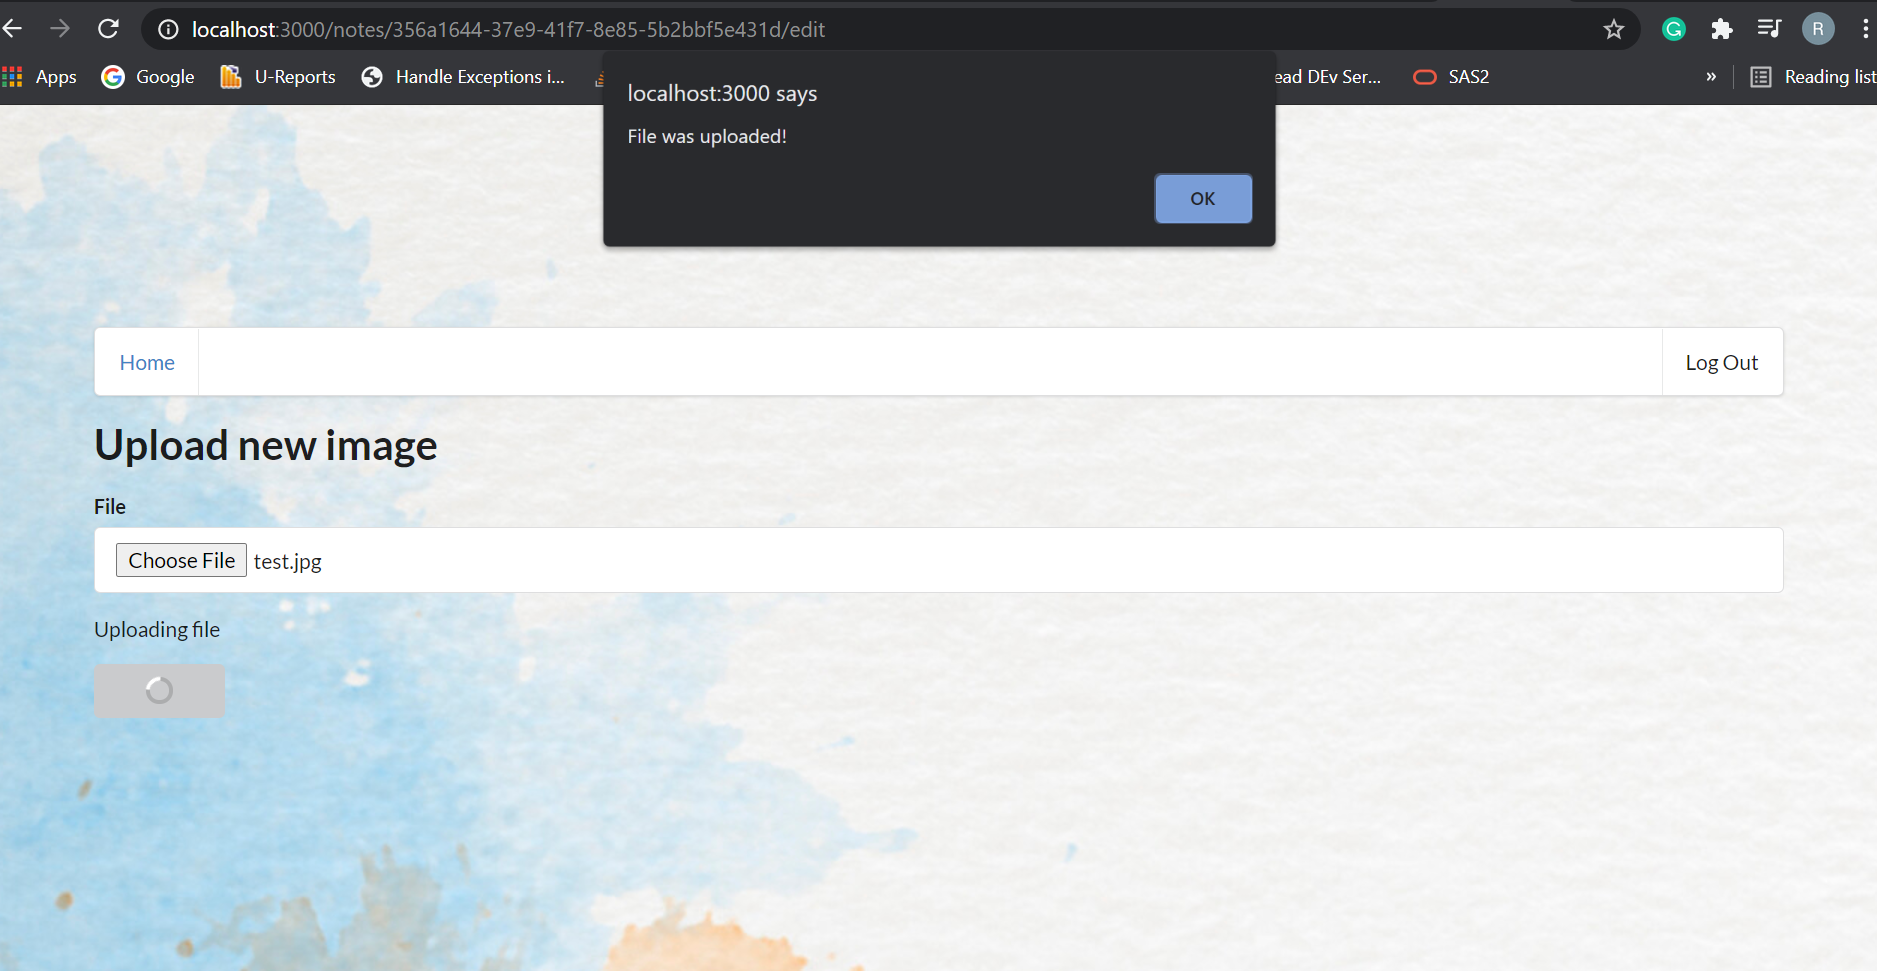 localhost:3000/notes/356a1644-37e9-41f7-8e85-5b2bbf5e431d/edit
R
Apps
Google
U-Reports
Handle Exceptions i...
ead DEv Ser...
SAS2
»
Reading list
localhost:3000 says
File was uploaded!
OK
Home
Log Out
Upload new image
File
Choose File test.jpg
Uploading file